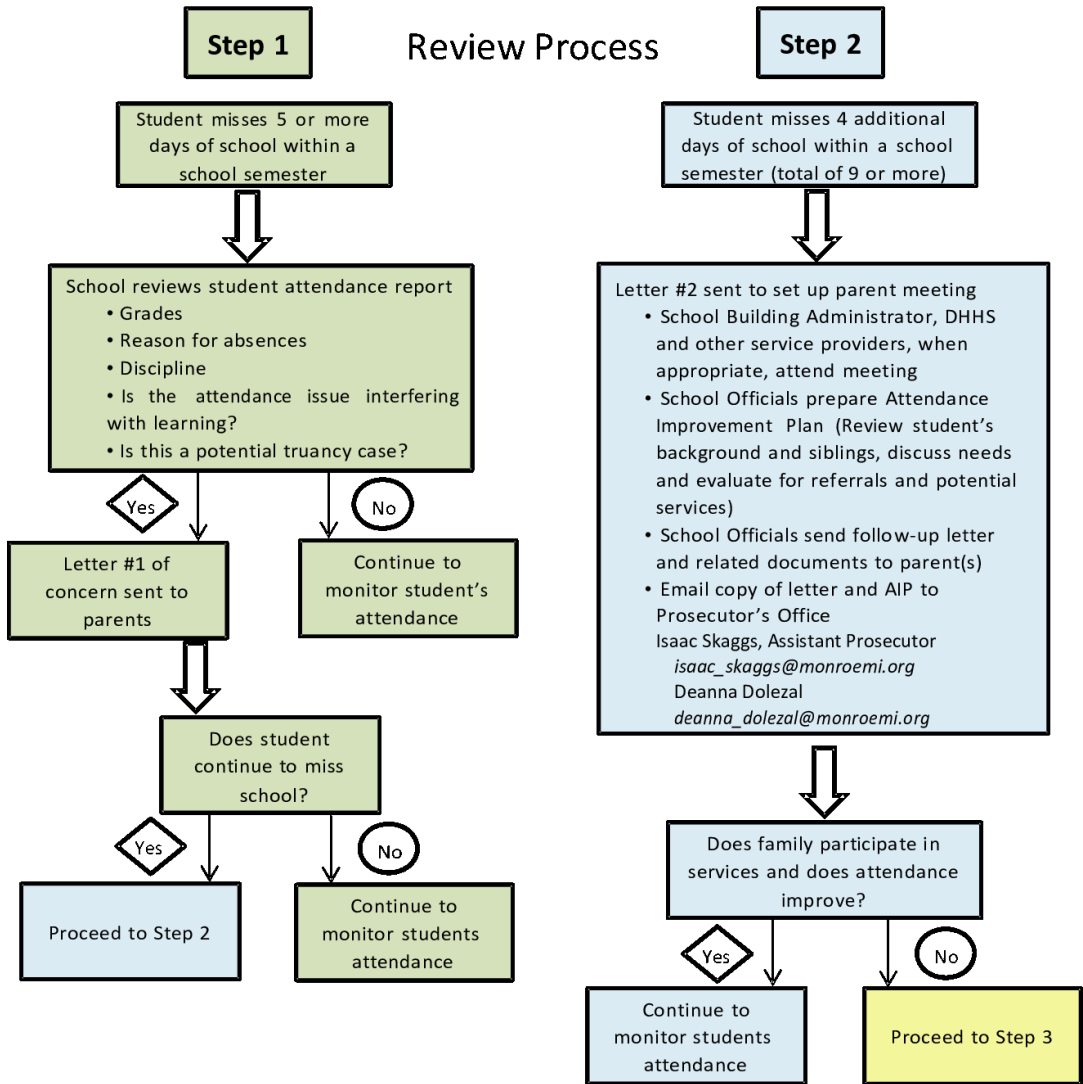 Review Process
Step 1
Student misses 5 or more
days of school within a
school semester
School reviews student attendance report
• Grades
• Reason for absences
• Discipline
• Is the attendance issue interfering
with learning?
• Is this a potential truancy case?
Yes
No
Letter #1 of
concern sent to
parents
Continue to
monitor student’s
attendance
Does student
continue to miss
school?
Yes
No
Proceed to Step 2
Continue to
monitor students
attendance
Step 2
Student misses 4 additional
days of school within a school
semester (total of 9 or more)
Letter #2 sent to set up parent meeting
• School Building Administrator, DHHS
and other service providers, when
appropriate, attend meeting
• School Officials prepare Attendance
Improvement Plan (Review student’s
background and siblings, discuss needs
and evaluate for referrals and potential
services)
• School Officials send follow-up letter
and related documents to parent(s)
• Email copy of letter and AIP to
Prosecutor’s Office
Isaac Skaggs, Assistant Prosecutor
isaac_skaggs@monroemi.org
Deanna Dolezal
deanna_dolezal@monroemi.org
Does family participate in
services and does attendance
improve?
Yes
No
Continue to
monitor students
attendance
Proceed to Step 3